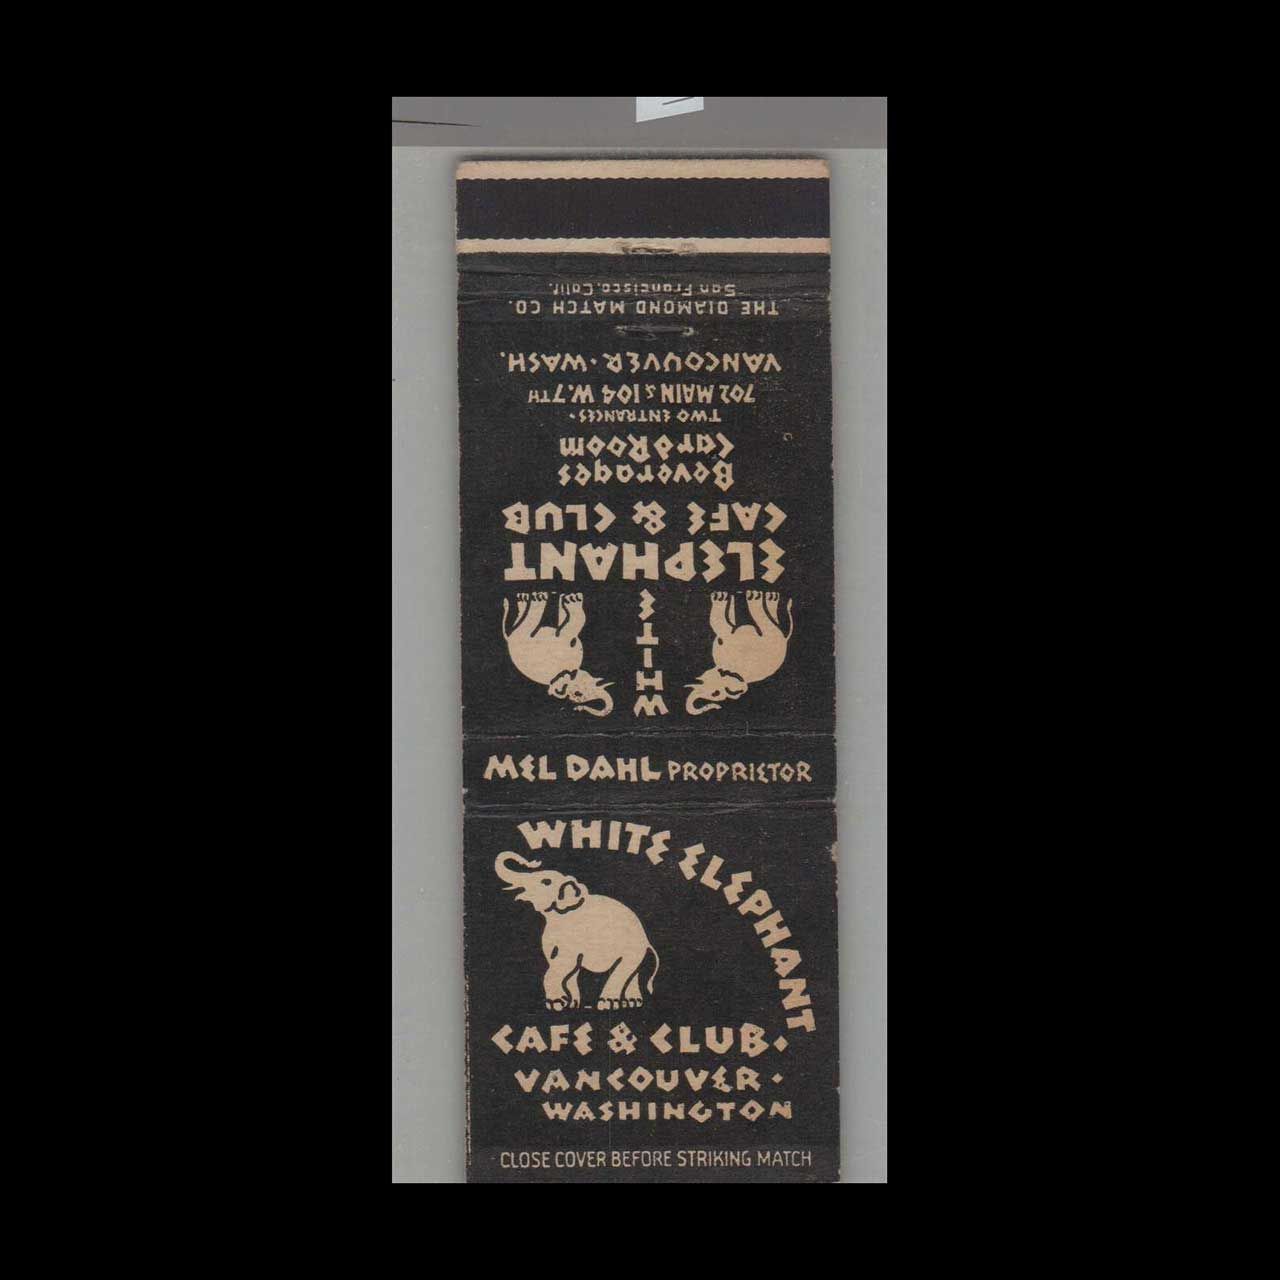 THE DIAMOND MATCH CO.
San Francisco, Calif.
WHITE
ELEPHANT
CAFE & CLUB
Beverages
CardRoom
TWO ENTRANCES·
702 MAIN & 104 W. 7TH
VANCOUVER·WASH.
MEL DAHL PROPRIETOR
WHITE ELEPHANT
CAFE & CLUB·
VANCOUVER·
WASHINGTON
CLOSE COVER BEFORE STRIKING MATCH